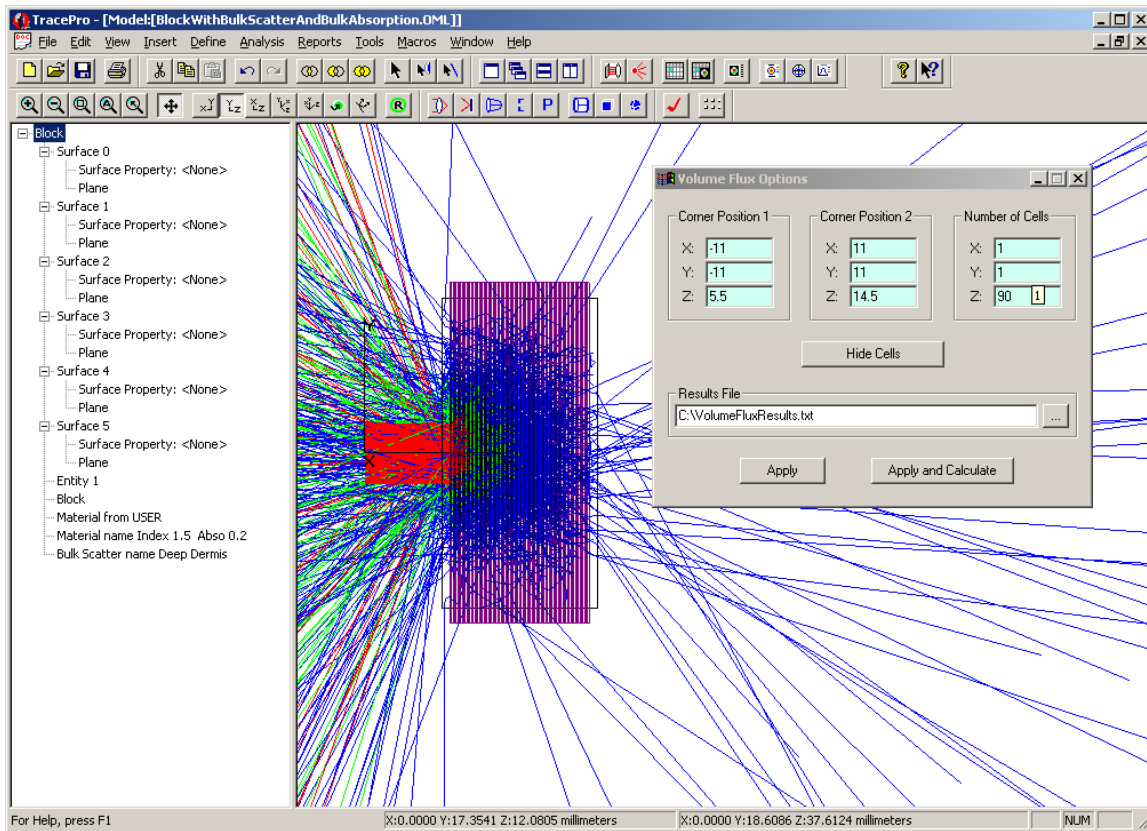 TracePro - [Model:[BlockWithBulkScatterAndBulkAbsorption.OML]]
File Edit View Insert Define Analysis Reports Tools Macros Window Help
Block
Surface 0
Surface Property: <None>
Plane
Surface 1
Surface Property: <None>
Plane
Surface 2
Surface Property: <None>
Plane
Surface 3
Surface Property: <None>
Plane
Surface 4
Surface Property: <None>
Plane
Surface 5
Surface Property: <None>
Plane
Entity 1
Block
Material from USER
Material name Index 1.5 Abso 0.2
Bulk Scatter name Deep Dermis
Y
X
Volume Flux Options
Corner Position 1 Corner Position 2 Number of Cells
X: -11 X: 11 X: 1
Y: -11 Y: 11 Y: 1
Z: 5.5 Z: 14.5 Z: 90 1
Hide Cells
Results File
C:\VolumeFluxResults.txt ...
Apply Apply and Calculate
For Help, press F1 X:0.0000 Y:17.3541 Z:12.0805 millimeters X:0.0000 Y:18.6086 Z:37.6124 millimeters NUM